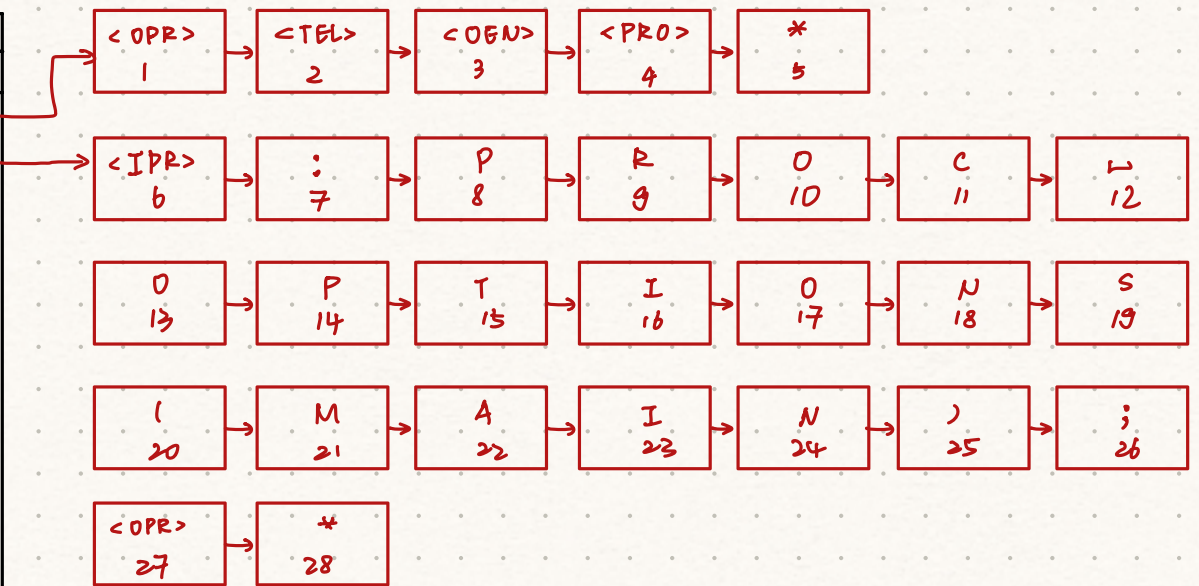 <OPR> <TEL> <OEN> <PRO> *
1 2 3 4 5
<IPR> : P R O C ␣
6 7 8 9 10 11 12
O P T I O N S
13 14 15 16 17 18 19
( M A I N ) ;
20 21 22 23 24 25 26
<OPR> *
27 28